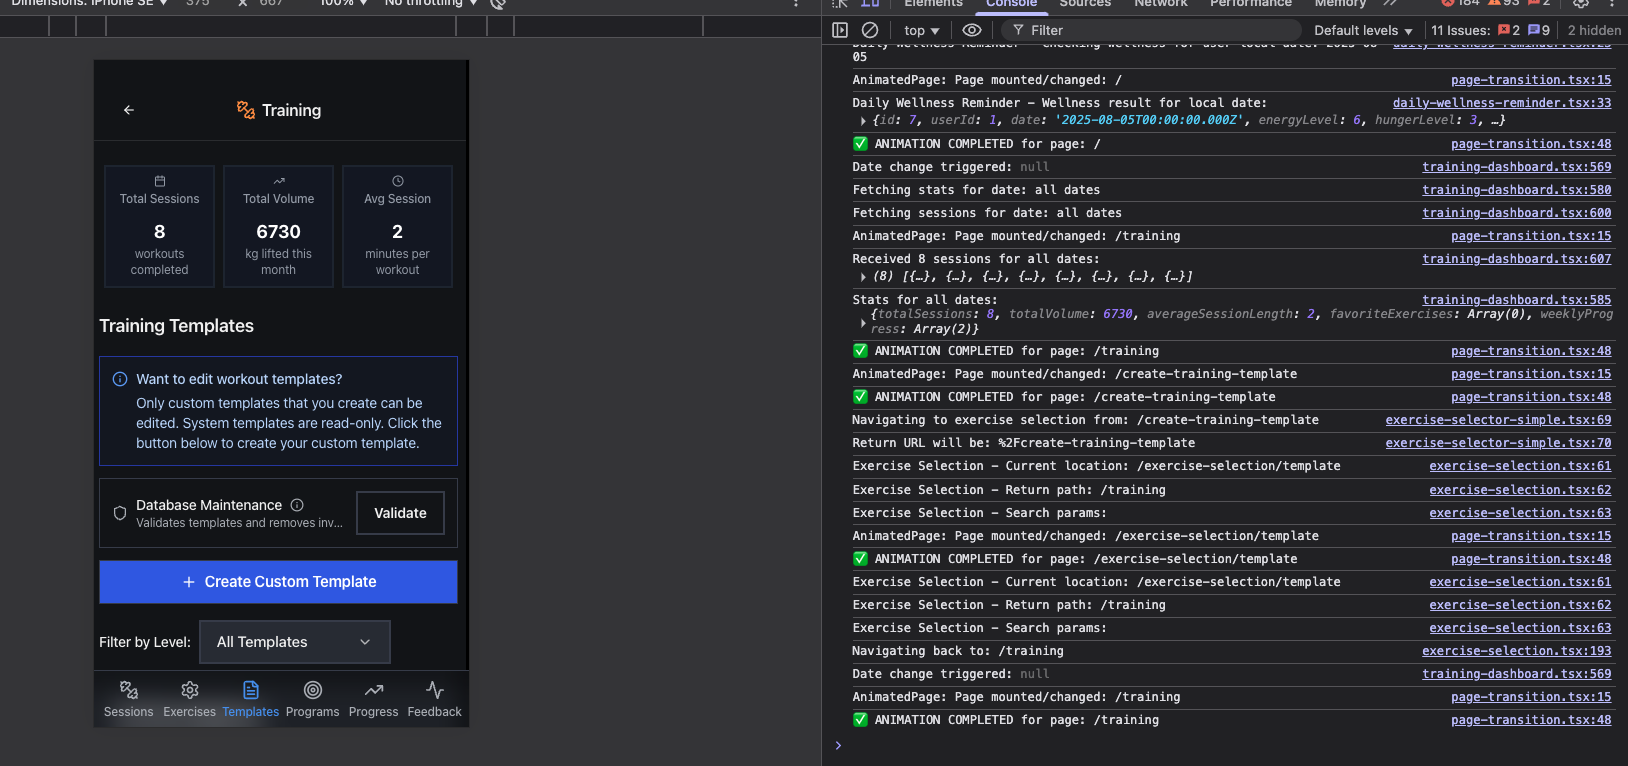 Dimensions: iPhone SE ▼ 375 × 667 100% ▼ No throttling ▼
Training
Total Sessions
8
workouts
completed
Total Volume
6730
kg lifted this
month
Avg Session
2
minutes per
workout
Training Templates
Want to edit workout templates?
Only custom templates that you create can be
edited. System templates are read-only. Click the
button below to create your custom template.
Database Maintenance
Validates templates and removes inv...
Validate
+ Create Custom Template
Filter by Level: All Templates
Sessions Exercises Templates Programs Progress Feedback
Elements Console Sources Network Performance Memory >> 184 93 2
top ▼ Filter Default levels ▼ 11 Issues: 2 9 2 hidden
Daily Wellness Reminder - Checking wellness for user local date: 2025-08- daily-wellness-reminder.tsx:25
05
AnimatedPage: Page mounted/changed: / page-transition.tsx:15
Daily Wellness Reminder - Wellness result for local date: daily-wellness-reminder.tsx:33
▶ {id: 7, userId: 1, date: '2025-08-05T00:00:00.000Z', energyLevel: 6, hungerLevel: 3, …}
✅ ANIMATION COMPLETED for page: / page-transition.tsx:48
Date change triggered: null training-dashboard.tsx:569
Fetching stats for date: all dates training-dashboard.tsx:580
Fetching sessions for date: all dates training-dashboard.tsx:600
AnimatedPage: Page mounted/changed: /training page-transition.tsx:15
Received 8 sessions for all dates: training-dashboard.tsx:607
▶ (8) [{…}, {…}, {…}, {…}, {…}, {…}, {…}, {…}]
Stats for all dates: training-dashboard.tsx:585
▶ {totalSessions: 8, totalVolume: 6730, averageSessionLength: 2, favoriteExercises: Array(0), weeklyProg
ress: Array(2)}
✅ ANIMATION COMPLETED for page: /training page-transition.tsx:48
AnimatedPage: Page mounted/changed: /create-training-template page-transition.tsx:15
✅ ANIMATION COMPLETED for page: /create-training-template page-transition.tsx:48
Navigating to exercise selection from: /create-training-template exercise-selector-simple.tsx:69
Return URL will be: %2Fcreate-training-template exercise-selector-simple.tsx:70
Exercise Selection - Current location: /exercise-selection/template exercise-selection.tsx:61
Exercise Selection - Return path: /training exercise-selection.tsx:62
Exercise Selection - Search params: exercise-selection.tsx:63
AnimatedPage: Page mounted/changed: /exercise-selection/template page-transition.tsx:15
✅ ANIMATION COMPLETED for page: /exercise-selection/template page-transition.tsx:48
Exercise Selection - Current location: /exercise-selection/template exercise-selection.tsx:61
Exercise Selection - Return path: /training exercise-selection.tsx:62
Exercise Selection - Search params: exercise-selection.tsx:63
Navigating back to: /training exercise-selection.tsx:193
Date change triggered: null training-dashboard.tsx:569
AnimatedPage: Page mounted/changed: /training page-transition.tsx:15
✅ ANIMATION COMPLETED for page: /training page-transition.tsx:48